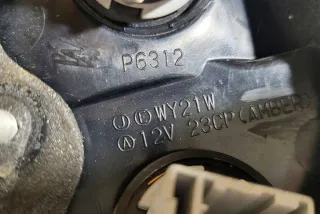 P6312
Ⓙ Ⓔ WY21W
Ⓐ 12V 23CP (AMBER)